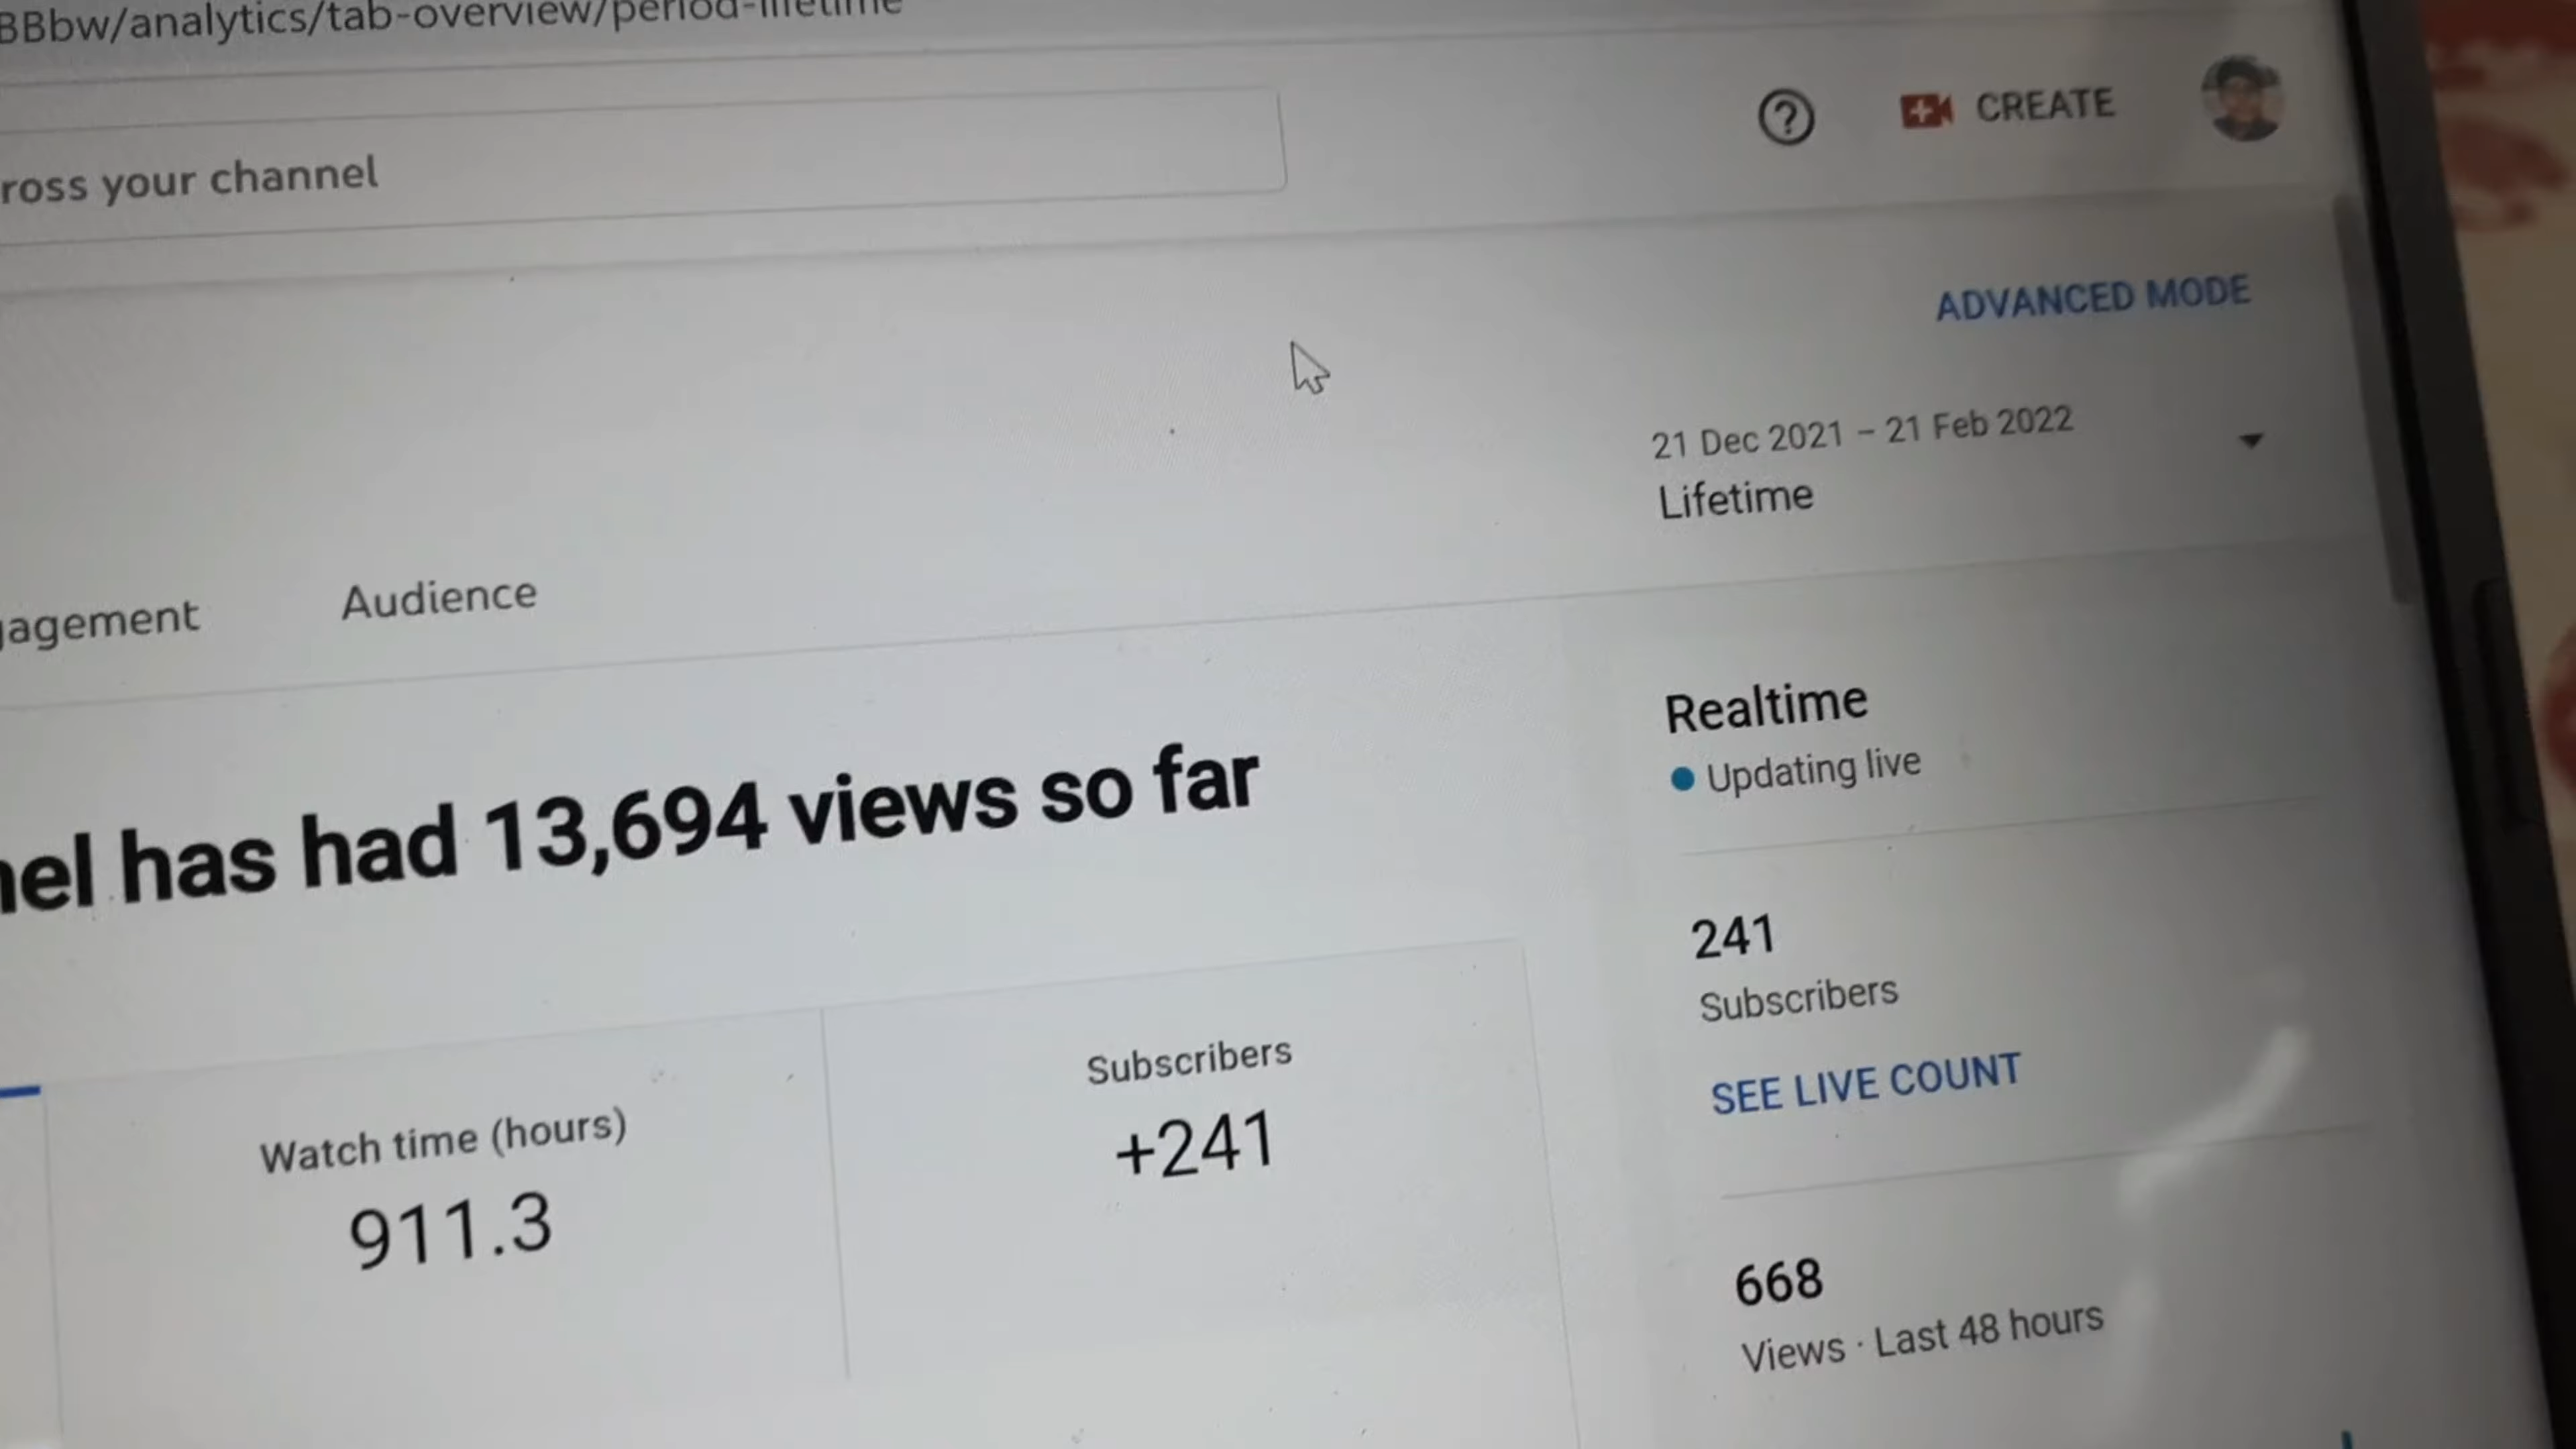 BBbw/analytics/tab-overview/period-lifetime
ross your channel
CREATE
ADVANCED MODE
21 Dec 2021 – 21 Feb 2022
Lifetime
gagement
Audience
nel has had 13,694 views so far
Realtime
Updating live
241
Subscribers
SEE LIVE COUNT
Watch time (hours)
911.3
Subscribers
+241
668
Views · Last 48 hours